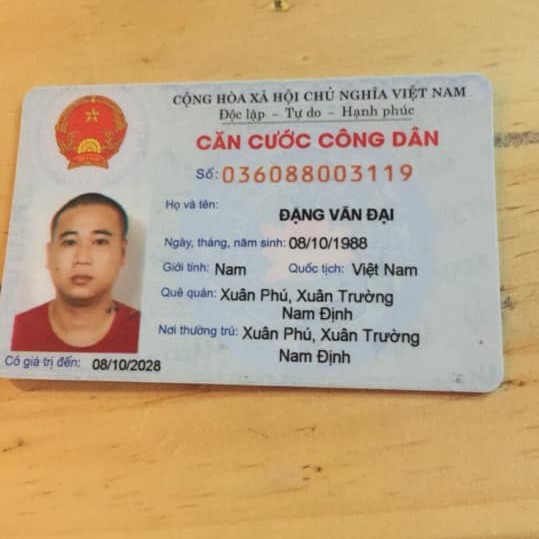 CỘNG HÒA XÃ HỘI CHỦ NGHĨA VIỆT NAM
Độc lập - Tự do - Hạnh phúc
CĂN CƯỚC CÔNG DÂN
Số: 036088003119
Họ và tên:
ĐẶNG VĂN ĐẠI
Ngày, tháng, năm sinh: 08/10/1988
Giới tính: Nam Quốc tịch: Việt Nam
Quê quán: Xuân Phú, Xuân Trường
Nam Định
Nơi thường trú: Xuân Phú, Xuân Trường
Nam Định
Có giá trị đến: 08/10/2028